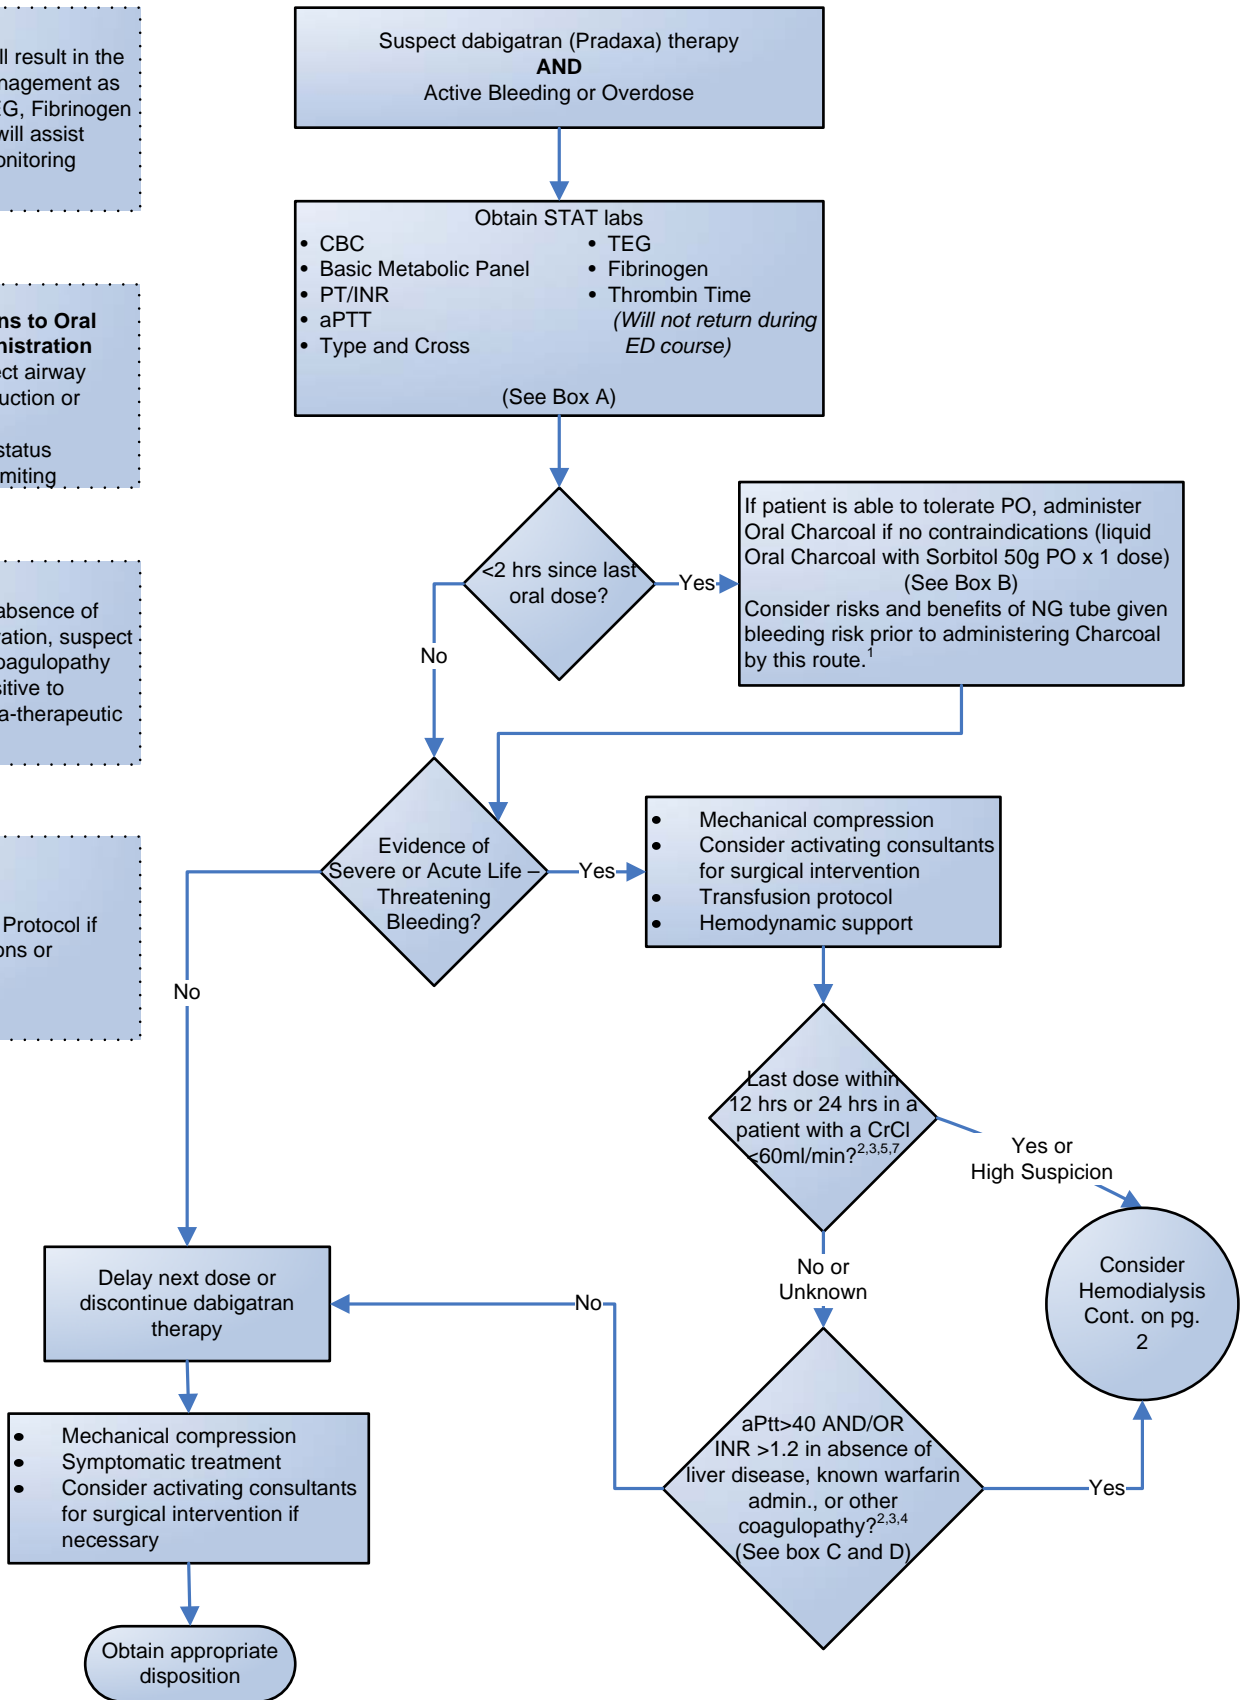 ll result in the
nagement as
EG, Fibrinogen
will assist
onitoring
ns to Oral
nistration
ect airway
uction or
status
miting
absence of
ration, suspect
oagulopathy
sitive to
a-therapeutic
Protocol if
ons or
Suspect dabigatran (Pradaxa) therapy
AND
Active Bleeding or Overdose
Obtain STAT labs
• CBC
• Basic Metabolic Panel
• PT/INR
• aPTT
• Type and Cross
• TEG
• Fibrinogen
• Thrombin Time
(Will not return during
ED course)
(See Box A)
<2 hrs since last
oral dose?
Yes
No
If patient is able to tolerate PO, administer
Oral Charcoal if no contraindications (liquid
Oral Charcoal with Sorbitol 50g PO x 1 dose)
(See Box B)
Consider risks and benefits of NG tube given
bleeding risk prior to administering Charcoal
by this route.1
Evidence of
Severe or Acute Life –
Threatening
Bleeding?
Yes
No
• Mechanical compression
• Consider activating consultants
for surgical intervention
• Transfusion protocol
• Hemodynamic support
Last dose within
12 hrs or 24 hrs in a
patient with a CrCl
<60ml/min?2,3,5,7
Yes or
High Suspicion
No or
Unknown
Consider
Hemodialysis
Cont. on pg.
2
aPtt>40 AND/OR
INR >1.2 in absence of
liver disease, known warfarin
admin., or other
coagulopathy?2,3,4
(See box C and D)
Yes
No
Delay next dose or
discontinue dabigatran
therapy
• Mechanical compression
• Symptomatic treatment
• Consider activating consultants
for surgical intervention if
necessary
Obtain appropriate
disposition